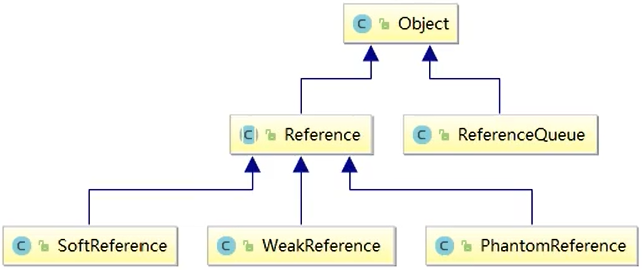 C Object
C Reference
C ReferenceQueue
C SoftReference
C WeakReference
C PhantomReference